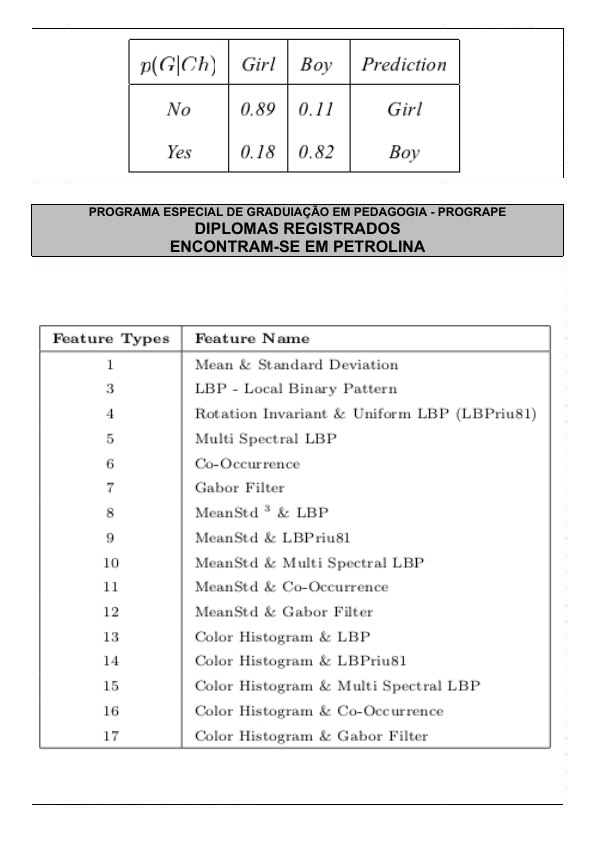 p(G|Ch) Girl Boy Prediction
No 0.89 0.11 Girl
Yes 0.18 0.82 Boy
PROGRAMA ESPECIAL DE GRADUIAÇÃO EM PEDAGOGIA - PROGRAPE
DIPLOMAS REGISTRADOS
ENCONTRAM-SE EM PETROLINA
Feature Types Feature Name
1 Mean & Standard Deviation
3 LBP - Local Binary Pattern
4 Rotation Invariant & Uniform LBP (LBPriu81)
5 Multi Spectral LBP
6 Co-Occurrence
7 Gabor Filter
8 MeanStd ³ & LBP
9 MeanStd & LBPriu81
10 MeanStd & Multi Spectral LBP
11 MeanStd & Co-Occurrence
12 MeanStd & Gabor Filter
13 Color Histogram & LBP
14 Color Histogram & LBPriu81
15 Color Histogram & Multi Spectral LBP
16 Color Histogram & Co-Occurrence
17 Color Histogram & Gabor Filter